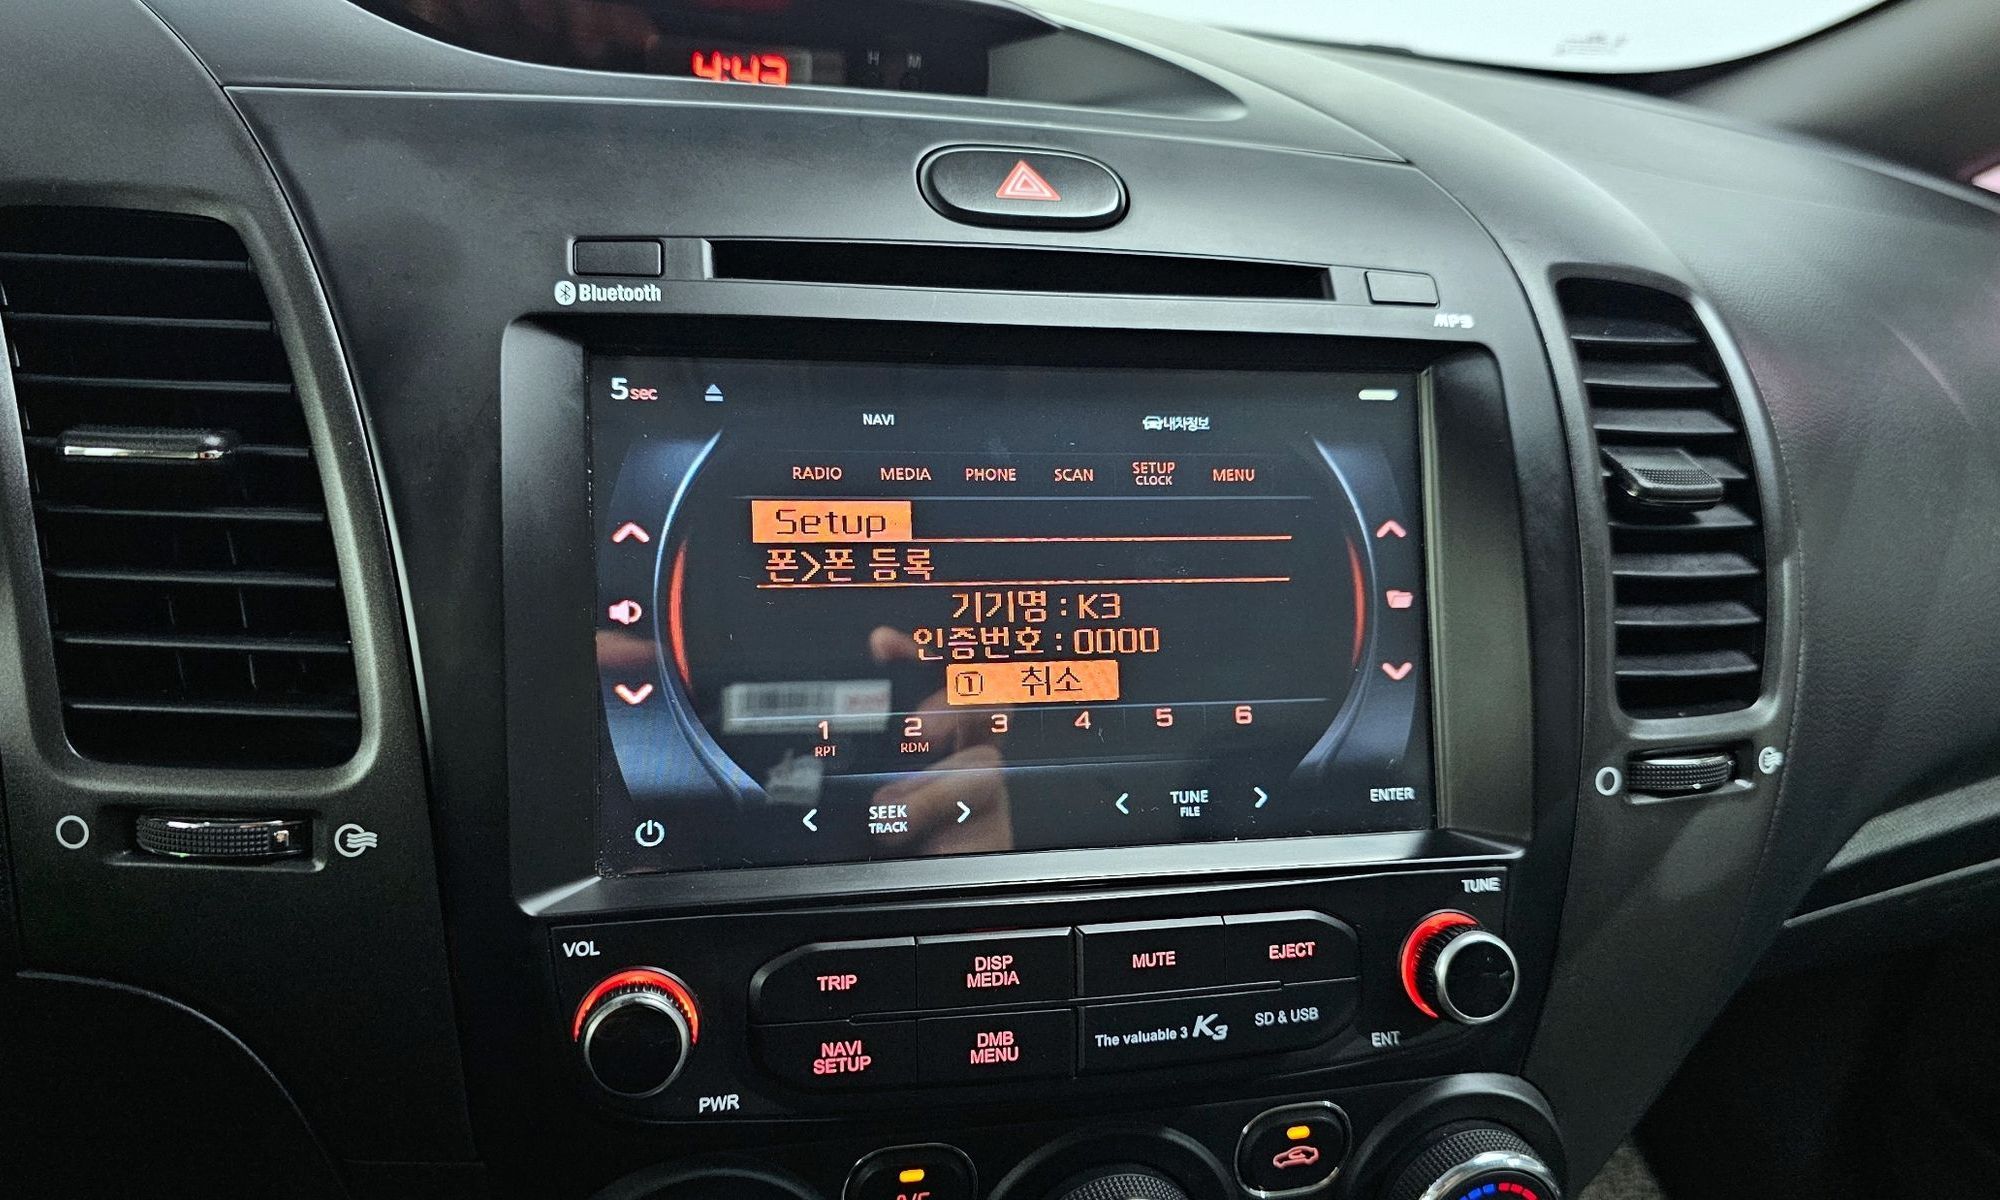 4:43
H M
Bluetooth
MP3
5sec
NAVI
내차정보
RADIO MEDIA PHONE SCAN SETUP CLOCK MENU
Setup
폰>폰 등록
기기명 : K3
인증번호 : 0000
① 취소
1 2 3 4 5 6
RPT RDM
SEEK
TRACK
TUNE
FILE
ENTER
TUNE
VOL
TRIP
DISP
MEDIA
MUTE
EJECT
NAVI
SETUP
DMB
MENU
The valuable 3 K3
SD & USB
ENT
PWR